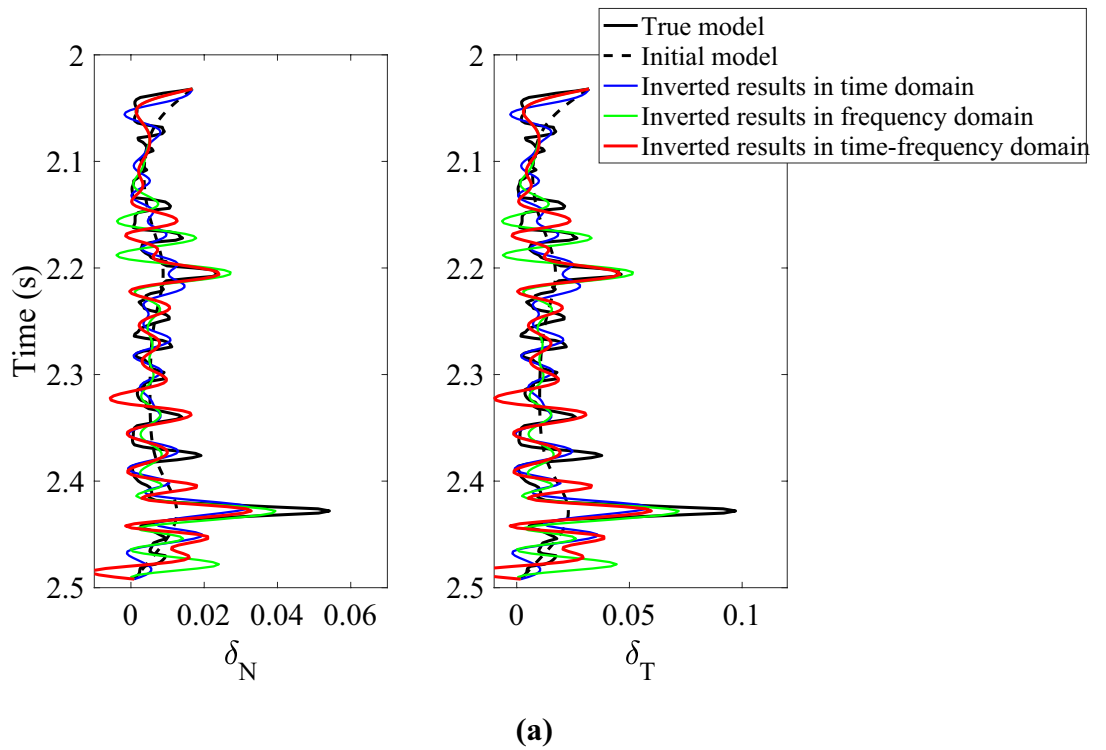 True model
Initial model
Inverted results in time domain
Inverted results in frequency domain
Inverted results in time-frequency domain
Time (s)
2
2.1
2.2
2.3
2.4
2.5
0 0.02 0.04 0.06
δN
2
2.1
2.2
2.3
2.4
2.5
0 0.05 0.1
δT
(a)